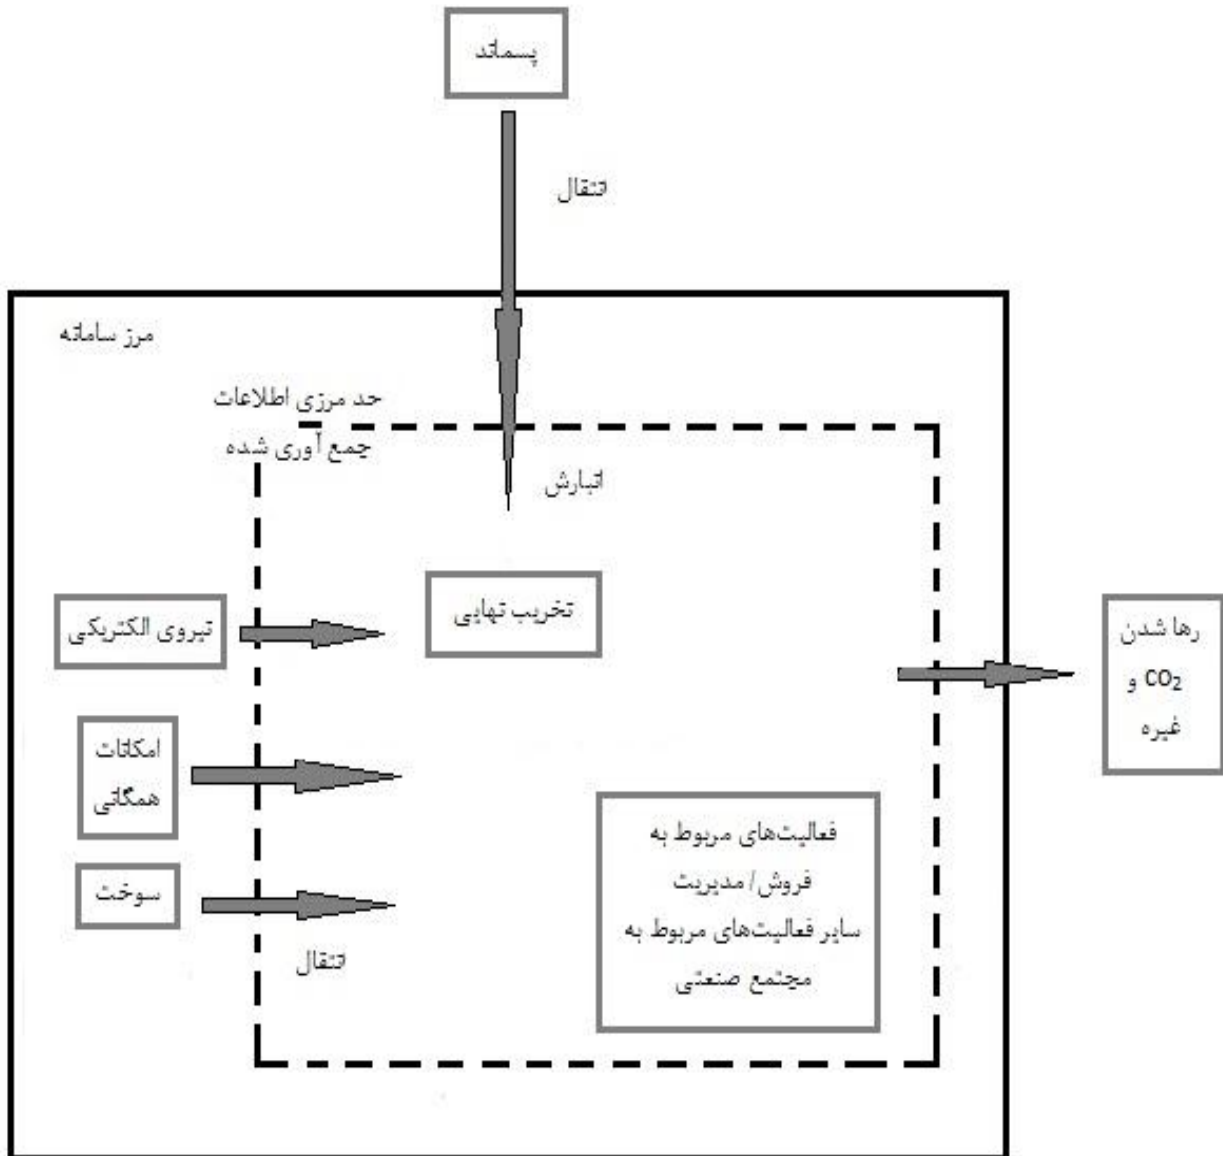 پسماند
انتقال
مرز سامانه
حد مرزی اطلاعات
جمع آوری شده
انبارش
تخریب نهایی
نیروی الکتریکی
رها شدن
CO2 و
غیره
امکانات
همگانی
فعالیت‌های مربوط به
فروش/ مدیریت
سایر فعالیت‌های مربوط به
مجتمع صنعتی
سوخت
انتقال